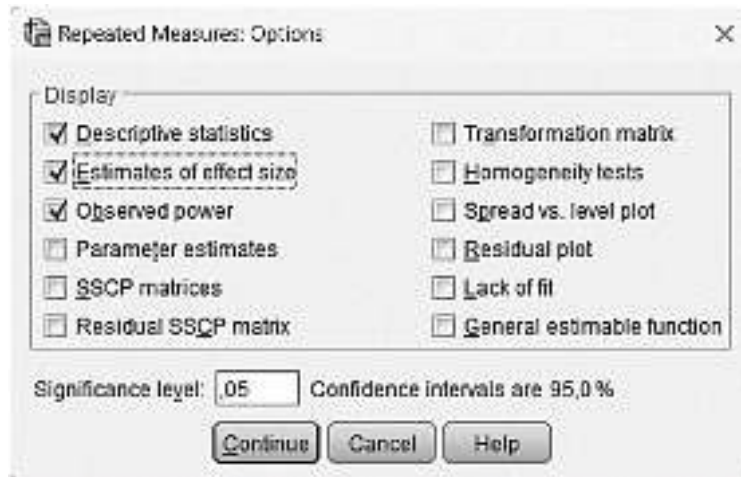 Repeated Measures: Options
Display
Descriptive statistics
Estimates of effect size
Observed power
Parameter estimates
SSCP matrices
Residual SSCP matrix
Transformation matrix
Homogeneity tests
Spread vs. level plot
Residual plot
Lack of fit
General estimable function
Significance level: ,05 Confidence intervals are 95,0 %
Continue Cancel Help